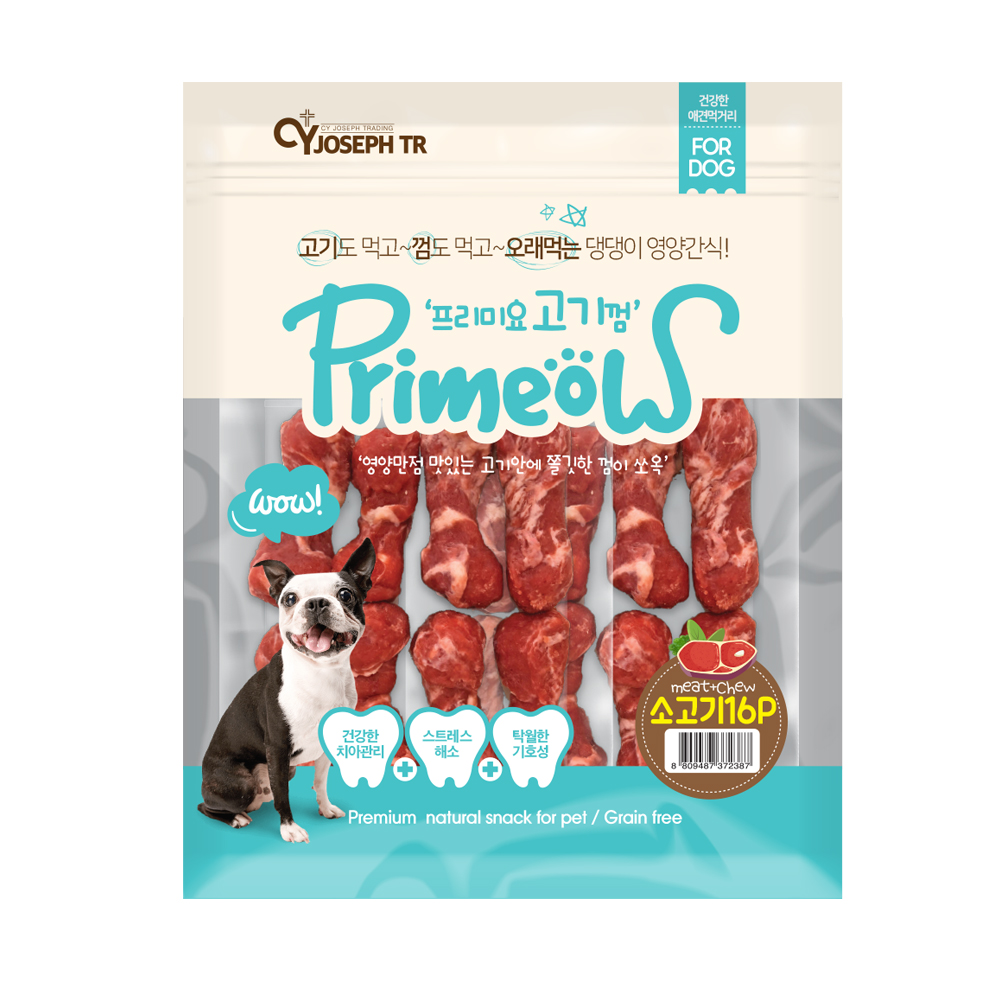 CY JOSEPH TRADING
CYJOSEPH TR
건강한
애견먹거리
FOR
DOG
고기도 먹고~껌도 먹고~오래먹는 댕댕이 영양간식!
'프리미요 고기껌'
Primeow
'영양만점 맛있는 고기안에 쫄깃한 껌이 쏘옥'
wow!
meat+chew
소고기16P
8 809487 372387
건강한
치아관리
스트레스
해소
탁월한
기호성
Premium natural snack for pet / Grain free